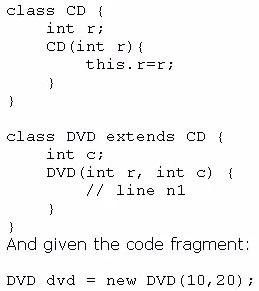 class CD {
    int r;
    CD(int r){
        this.r=r;
    }
}
class DVD extends CD {
    int c;
    DVD(int r, int c) {
        // line n1
    }
}
And given the code fragment:
DVD dvd = new DVD(10,20);